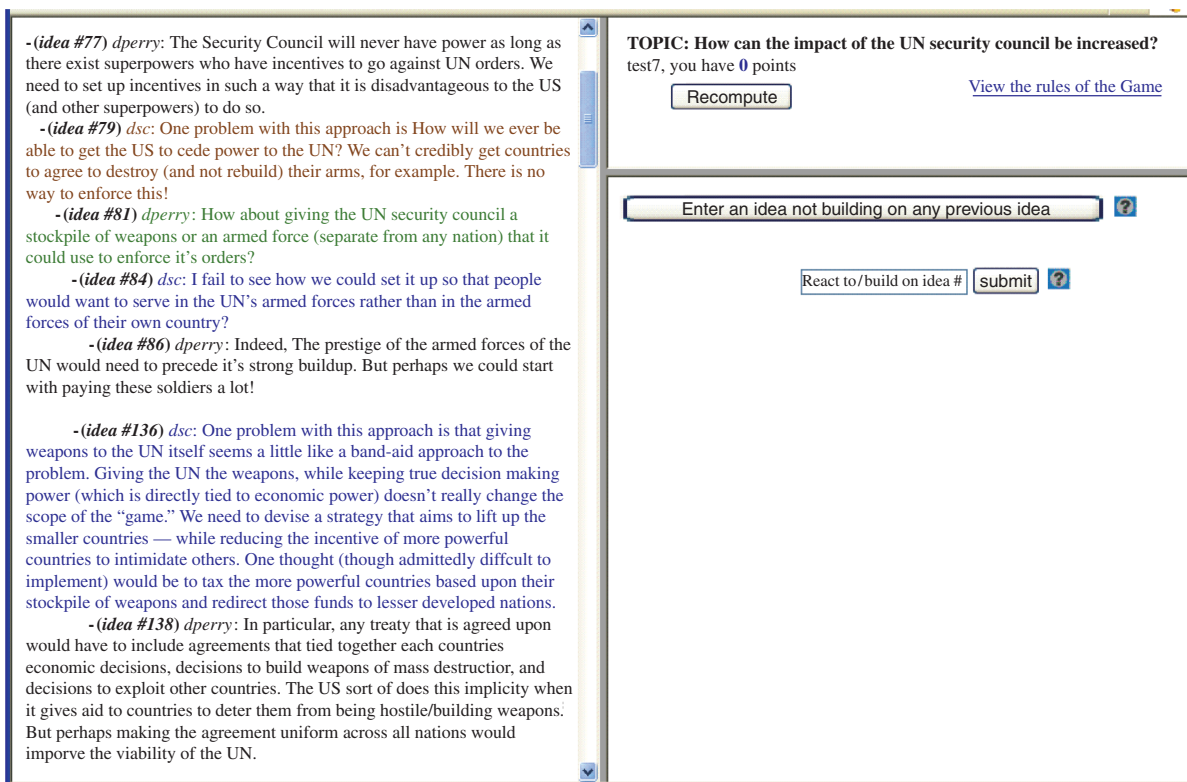 -(idea #77) dperry: The Security Council will never have power as long as
there exist superpowers who have incentives to go against UN orders. We
need to set up incentives in such a way that it is disadvantageous to the US
(and other superpowers) to do so.
-(idea #79) dsc: One problem with this approach is How will we ever be
able to get the US to cede power to the UN? We can't credibly get countries
to agree to destroy (and not rebuild) their arms, for example. There is no
way to enforce this!
-(idea #81) dperry: How about giving the UN security council a
stockpile of weapons or an armed force (separate from any nation) that it
could use to enforce it's orders?
-(idea #84) dsc: I fail to see how we could set it up so that people
would want to serve in the UN's armed forces rather than in the armed
forces of their own country?
-(idea #86) dperry: Indeed, The prestige of the armed forces of the
UN would need to precede it's strong buildup. But perhaps we could start
with paying these soldiers a lot!
-(idea #136) dsc: One problem with this approach is that giving
weapons to the UN itself seems a little like a band-aid approach to the
problem. Giving the UN the weapons, while keeping true decision making
power (which is directly tied to economic power) doesn't really change the
scope of the “game.” We need to devise a strategy that aims to lift up the
smaller countries — while reducing the incentive of more powerful
countries to intimidate others. One thought (though admittedly diffcult to
implement) would be to tax the more powerful countries based upon their
stockpile of weapons and redirect those funds to lesser developed nations.
-(idea #138) dperry: In particular, any treaty that is agreed upon
would have to include agreements that tied together each countries
economic decisions, decisions to build weapons of mass destructior, and
decisions to exploit other countries. The US sort of does this implicity when
it gives aid to countries to deter them from being hostile/building weapons.
But perhaps making the agreement uniform across all nations would
imporve the viability of the UN.
TOPIC: How can the impact of the UN security council be increased?
test7, you have 0 points
View the rules of the Game
Recompute
Enter an idea not building on any previous idea ?
React to/build on idea # submit ?